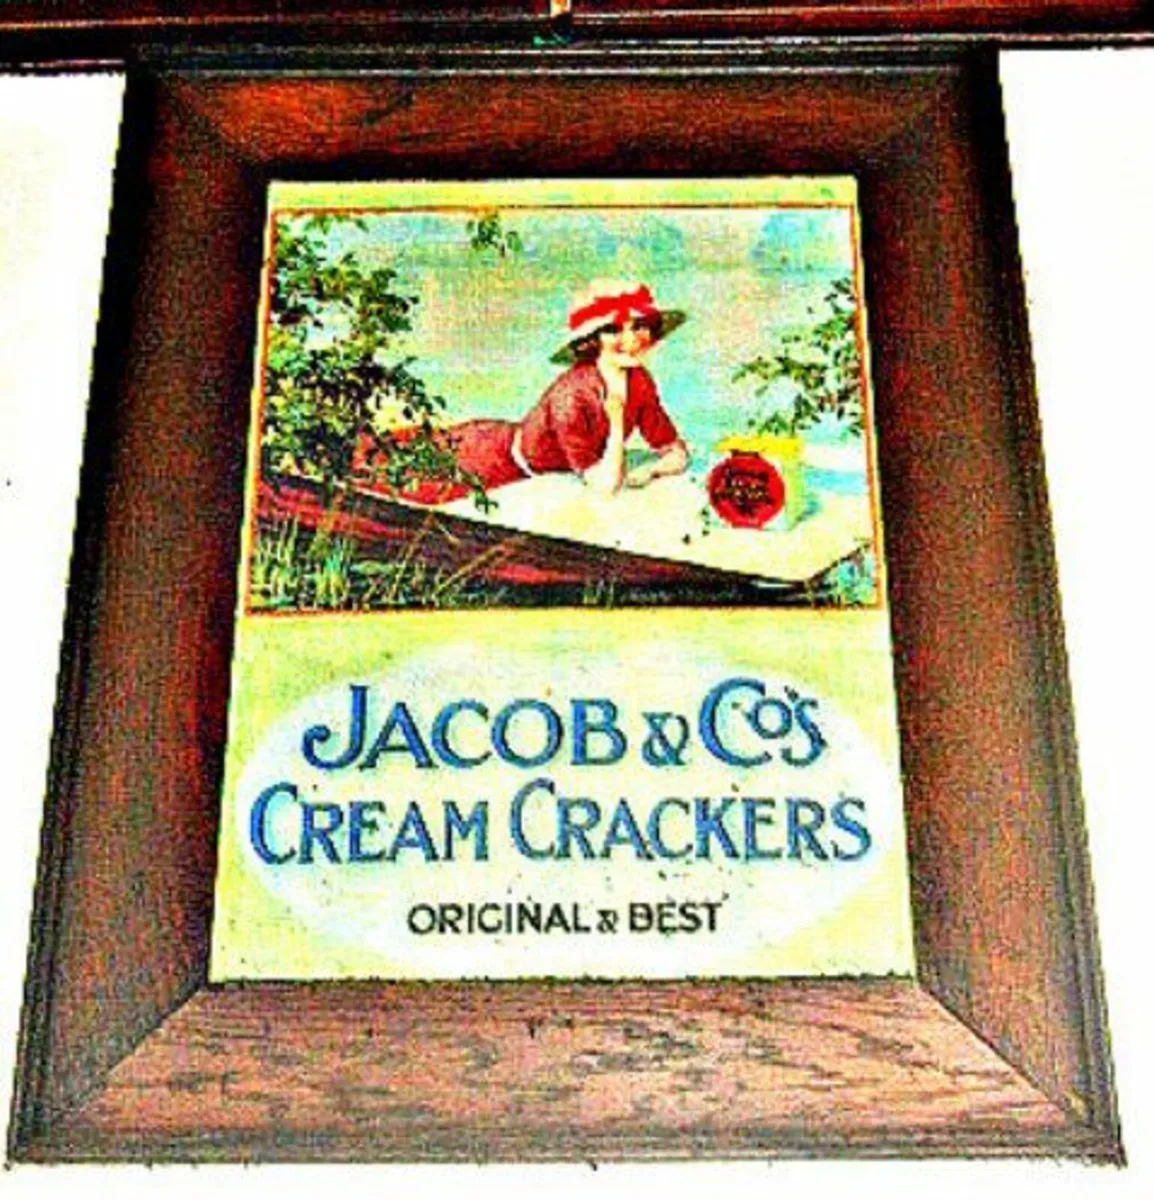 JACOB & CO'S
CREAM CRACKERS
ORIGINAL & BEST